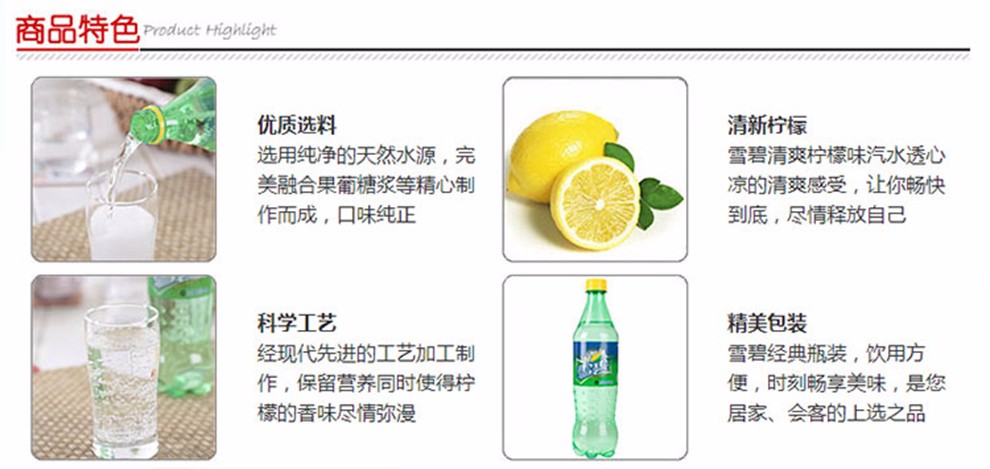 商品特色 Product Highlight
优质选料
选用纯净的天然水源，完
美融合果葡糖浆等精心制
作而成，口味纯正
清新柠檬
雪碧清爽柠檬味汽水透心
凉的清爽感受，让你畅快
到底，尽情释放自己
科学工艺
经现代先进的工艺加工制
作，保留营养同时使得柠
檬的香味尽情弥漫
精美包装
雪碧经典瓶装，饮用方
便，时刻畅享美味，是您
居家、会客的上选之品
雪碧